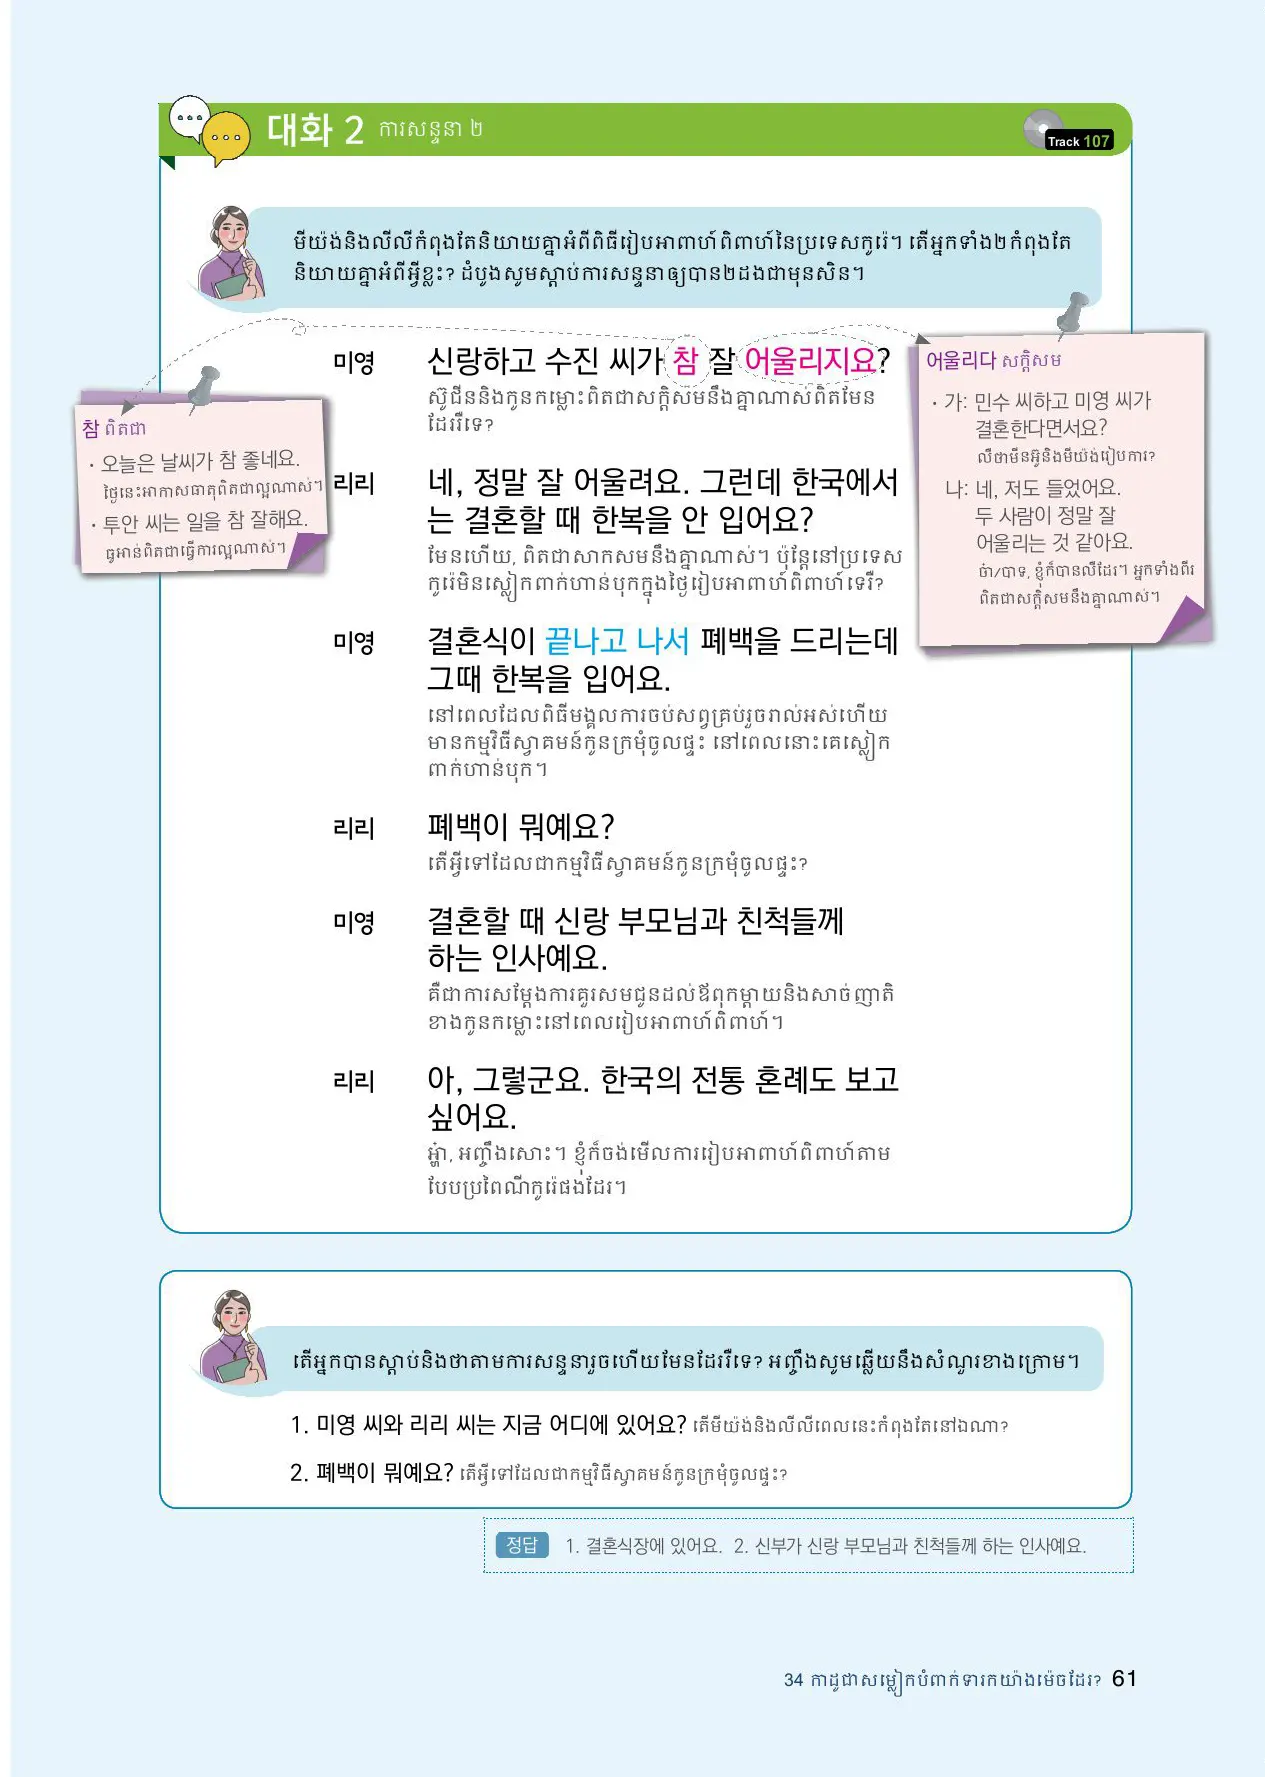 대화 2 ការសន្ទនា ២
Track 107
មីយ៉ង់និងលីលីកំពុងតែនិយាយគ្នាអំពីពិធីរៀបអាពាហ៍ពិពាហ៍នៃប្រទេសកូរ៉េ។ តើអ្នកទាំង២កំពុងតែ
និយាយគ្នាអំពីអ្វីខ្លះ? ដំបូងសូមស្តាប់ការសន្ទនាឲ្យបាន២ដងជាមុនសិន។
미영 신랑하고 수진 씨가 참 잘 어울리지요?
ស៊ូជីននិងកូនកម្លោះពិតជាសក្តិសមនឹងគ្នាណាស់ពិតមែន
ដែររឺទេ?
리리 네, 정말 잘 어울려요. 그런데 한국에서
는 결혼할 때 한복을 안 입어요?
មែនហើយ, ពិតជាសាកសមនឹងគ្នាណាស់។ ប៉ុន្តែនៅប្រទេស
កូរ៉េមិនស្លៀកពាក់ហាន់បុកក្នុងថ្ងៃរៀបអាពាហ៍ពិពាហ៍ទេរឺ?
미영 결혼식이 끝나고 나서 폐백을 드리는데
그때 한복을 입어요.
នៅពេលដែលពិធីមង្គលការចប់សព្វគ្រប់រួចរាល់អស់ហើយ
មានកម្មវិធីស្វាគមន៍កូនក្រមុំចូលផ្ទះ នៅពេលនោះគេស្លៀក
ពាក់ហាន់បុក។
리리 폐백이 뭐예요?
តើអ្វីទៅដែលជាកម្មវិធីស្វាគមន៍កូនក្រមុំចូលផ្ទះ?
미영 결혼할 때 신랑 부모님과 친척들께
하는 인사예요.
គឺជាការសម្តែងការគួរសមជូនដល់ឪពុកម្តាយនិងសាច់ញាតិ
ខាងកូនកម្លោះនៅពេលរៀបអាពាហ៍ពិពាហ៍។
리리 아, 그렇군요. 한국의 전통 혼례도 보고
싶어요.
អ្ហា៎, អញ្ចឹងសោះ។ ខ្ញុំក៏ចង់មើលការរៀបអាពាហ៍ពិពាហ៍តាម
បែបប្រពៃណីកូរ៉េផងដែរ។
참 ពិតជា
· 오늘은 날씨가 참 좋네요.
ថ្ងៃនេះអាកាសធាតុពិតជាល្អណាស់។
· 투안 씨는 일을 참 잘해요.
ធូអាន់ពិតជាធ្វើការល្អណាស់។
어울리다 សក្តិសម
· 가: 민수 씨하고 미영 씨가
결혼한다면서요?
លឺថាមីនស៊ូនិងមីយ៉ង់រៀបការ?
나: 네, 저도 들었어요.
두 사람이 정말 잘
어울리는 것 같아요.
ច៎ា/បាទ, ខ្ញុំក៏បានលឺដែរ។ អ្នកទាំងពីរ
ពិតជាសក្តិសមនឹងគ្នាណាស់។
តើអ្នកបានស្តាប់និងថាតាមការសន្ទនារួចហើយមែនដែររឺទេ? អញ្ចឹងសូមឆ្លើយនឹងសំណួរខាងក្រោម។
1. 미영 씨와 리리 씨는 지금 어디에 있어요? តើមីយ៉ង់និងលីលីពេលនេះកំពុងតែនៅឯណា?
2. 폐백이 뭐예요? តើអ្វីទៅដែលជាកម្មវិធីស្វាគមន៍កូនក្រមុំចូលផ្ទះ?
정답 1. 결혼식장에 있어요. 2. 신부가 신랑 부모님과 친척들께 하는 인사예요.
34 កាដូជាសម្លៀកបំពាក់ទារកយ៉ាងម៉េចដែរ? 61